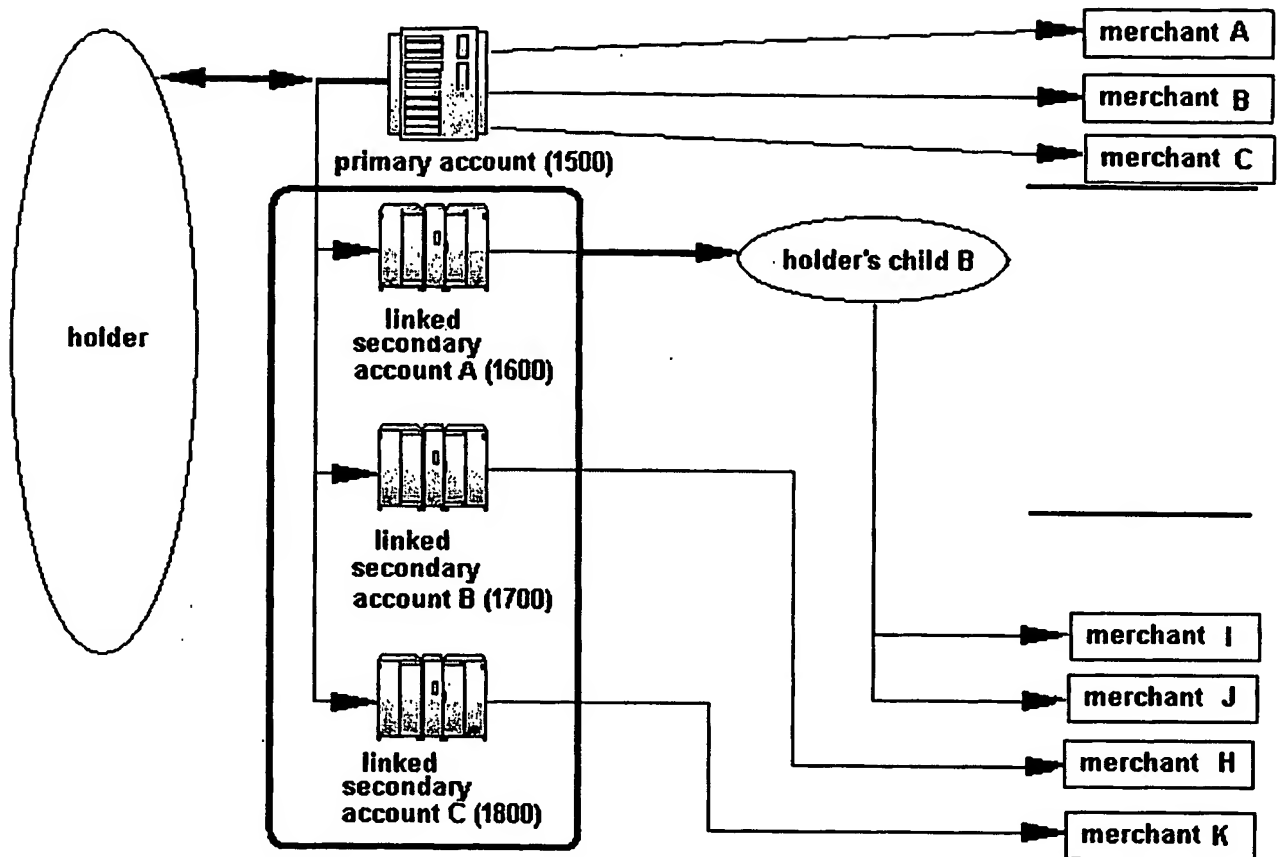 merchant A
merchant B
merchant C
primary account (1500)
holder
holder's child B
linked
secondary
account A (1600)
linked
secondary
account B (1700)
linked
secondary
account C (1800)
merchant I
merchant J
merchant H
merchant K